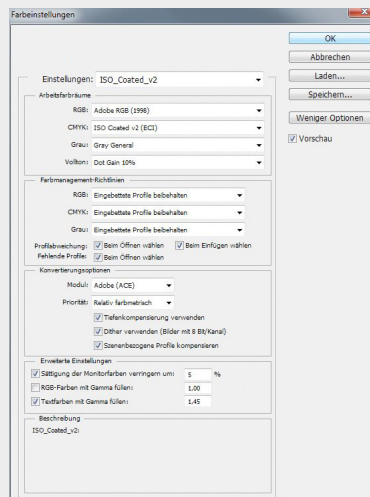 Farbeinstellungen
OK
Abbrechen
Laden...
Speichern...
Weniger Optionen
Vorschau
Einstellungen: ISO_Coated_v2
Arbeitsfarbräume
RGB: Adobe RGB (1998)
CMYK: ISO Coated v2 (ECI)
Grau: Gray General
Vollton: Dot Gain 10%
Farbmanagement-Richtlinien
RGB: Eingebettete Profile beibehalten
CMYK: Eingebettete Profile beibehalten
Grau: Eingebettete Profile beibehalten
Profilabweichung: Beim Öffnen wählen Beim Einfügen wählen
Fehlende Profile: Beim Öffnen wählen
Konvertierungsoptionen
Modul: Adobe (ACE)
Priorität: Relativ farbmetrisch
Tiefenkompensierung verwenden
Dither verwenden (Bilder mit 8 Bit/Kanal)
Szenenbezogene Profile kompensieren
Erweiterte Einstellungen
Sättigung der Monitorfarben verringern um: 5 %
RGB-Farben mit Gamma füllen: 1,00
Textfarben mit Gamma füllen: 1,45
Beschreibung
ISO_Coated_v2: